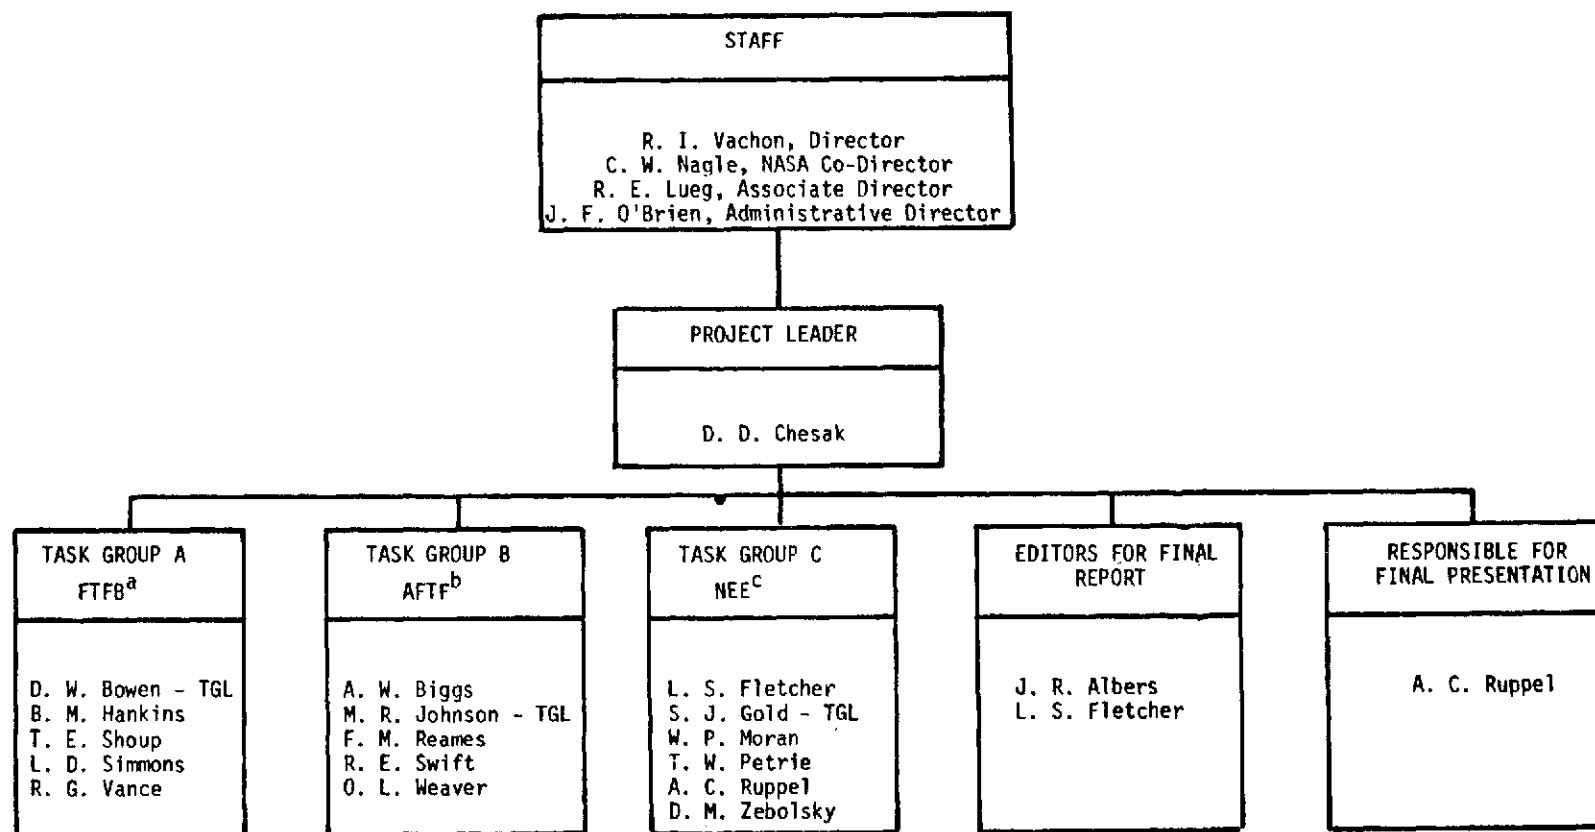 STAFF
R. I. Vachon, Director
C. W. Nagle, NASA Co-Director
R. E. Lueg, Associate Director
J. F. O'Brien, Administrative Director
PROJECT LEADER
D. D. Chesak
TASK GROUP A
FTFB^a
D. W. Bowen - TGL
B. M. Hankins
T. E. Shoup
L. D. Simmons
R. G. Vance
TASK GROUP B
AFTF^b
A. W. Biggs
M. R. Johnson - TGL
F. M. Reames
R. E. Swift
O. L. Weaver
TASK GROUP C
NEE^c
L. S. Fletcher
S. J. Gold - TGL
W. P. Moran
T. W. Petrie
A. C. Ruppel
D. M. Zebolsky
EDITORS FOR FINAL
REPORT
J. R. Albers
L. S. Fletcher
RESPONSIBLE FOR
FINAL PRESENTATION
A. C. Ruppel